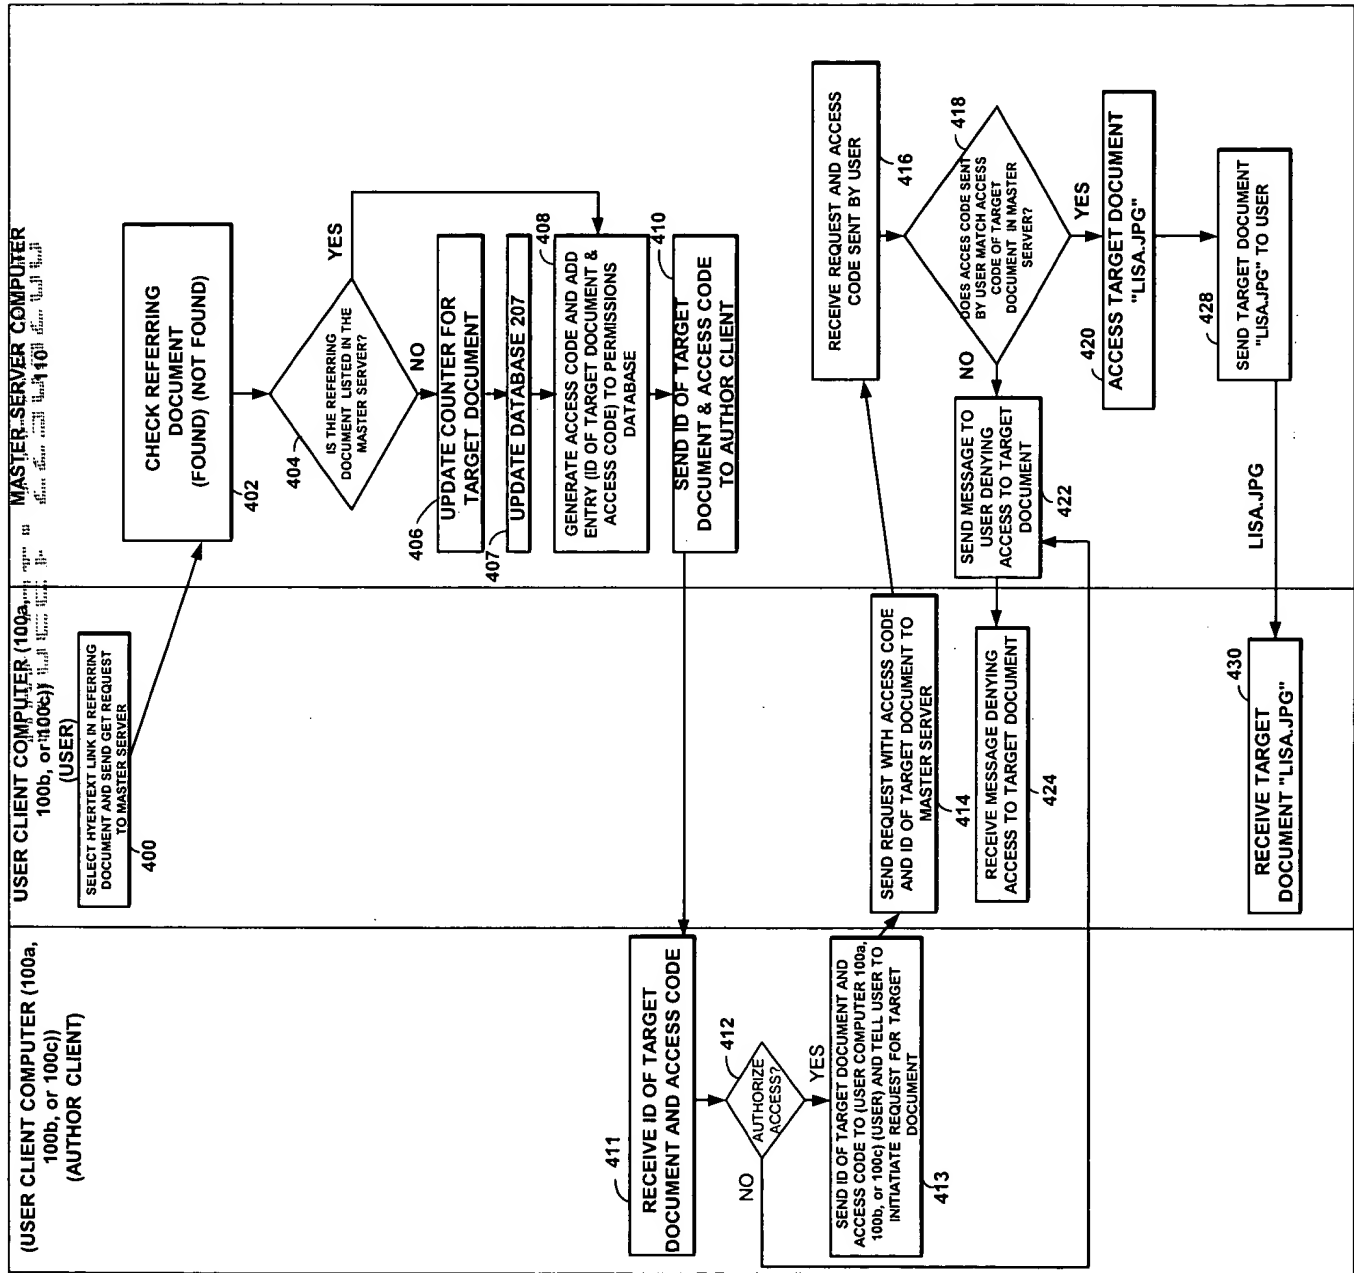 (USER CLIENT COMPUTER (100a,
100b, or 100c))
(AUTHOR CLIENT)
USER CLIENT COMPUTER (100a,
100b, or 100c))
(USER)
MASTER SERVER COMPUTER
110
SELECT HYERTEXT LINK IN REFERRING
DOCUMENT AND SEND GET REQUEST
TO MASTER SERVER
400
CHECK REFERRING
DOCUMENT
(FOUND) (NOT FOUND)
402
IS THE REFERRING
DOCUMENT LISTED IN THE
MASTER SERVER?
404
YES
NO
UPDATE COUNTER FOR
TARGET DOCUMENT
406
UPDATE DATABASE 207
407
GENERATE ACCESS CODE AND ADD
ENTRY (ID OF TARGET DOCUMENT &
ACCESS CODE) TO PERMISSIONS
DATABASE
408
SEND ID OF TARGET
DOCUMENT & ACCESS CODE
TO AUTHOR CLIENT
410
RECEIVE ID OF TARGET
DOCUMENT AND ACCESS CODE
411
AUTHORIZE
ACCESS?
412
NO
YES
SEND ID OF TARGET DOCUMENT AND
ACCESS CODE TO (USER COMPUTER 100a,
100b, or 100c) (USER) AND TELL USER TO
INITIATIATE REQUEST FOR TARGET
DOCUMENT
413
SEND REQUEST WITH ACCESS CODE
AND ID OF TARGET DOCUMENT TO
MASTER SERVER
414
RECEIVE REQUEST AND ACCESS
CODE SENT BY USER
416
DOES ACCES CODE SENT
BY USER MATCH ACCESS
CODE OF TARGET
DOCUMENT IN MASTER
SERVER?
418
NO
YES
SEND MESSAGE TO
USER DENYING
ACCESS TO TARGET
DOCUMENT
422
RECEIVE MESSAGE DENYING
ACCESS TO TARGET DOCUMENT
424
ACCESS TARGET DOCUMENT
"LISA.JPG"
420
SEND TARGET DOCUMENT
"LISA.JPG" TO USER
428
LISA.JPG
RECEIVE TARGET
DOCUMENT "LISA.JPG"
430